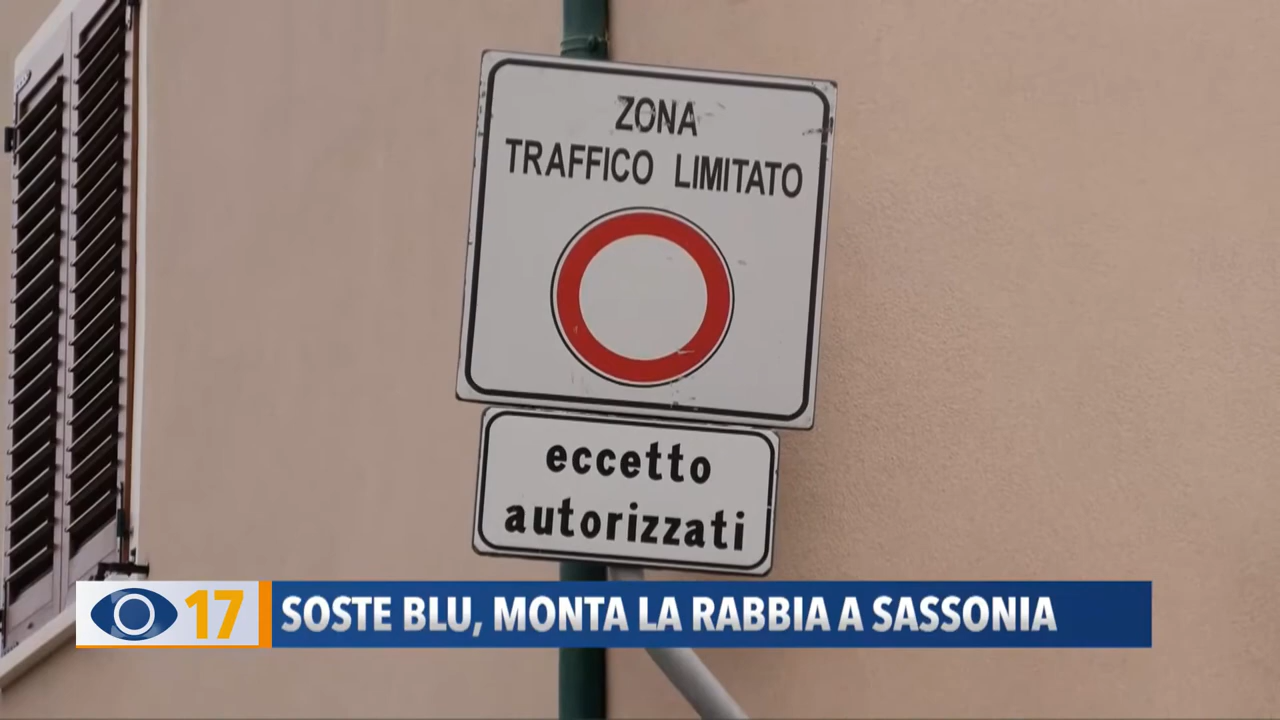 ZONA
TRAFFICO LIMITATO
eccetto
autorizzati
17 SOSTE BLU, MONTA LA RABBIA A SASSONIA